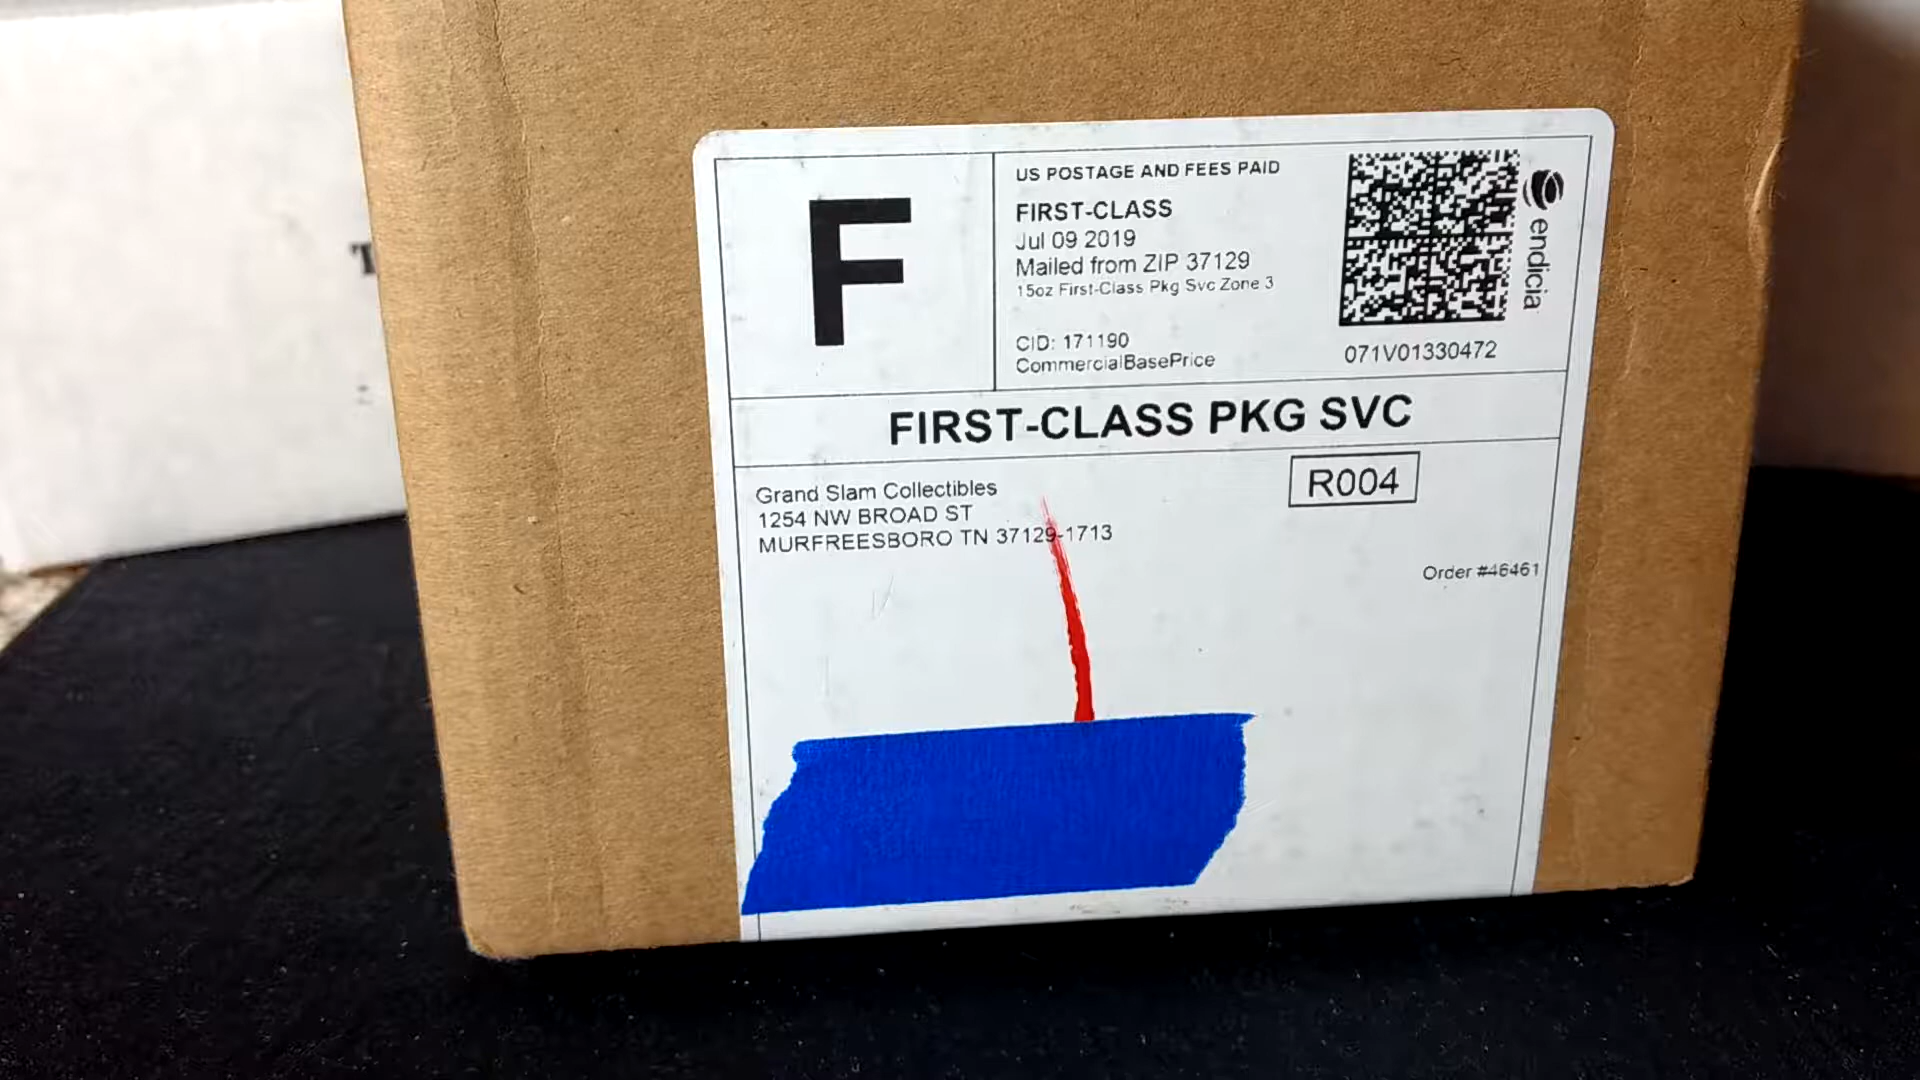 US POSTAGE AND FEES PAID
F
FIRST-CLASS
Jul 09 2019
Mailed from ZIP 37129
15oz First-Class Pkg Svc Zone 3
CID: 171190
CommercialBasePrice
endicia
071V01330472
FIRST-CLASS PKG SVC
Grand Slam Collectibles
1254 NW BROAD ST
MURFREESBORO TN 37129-1713
R004
Order #46461